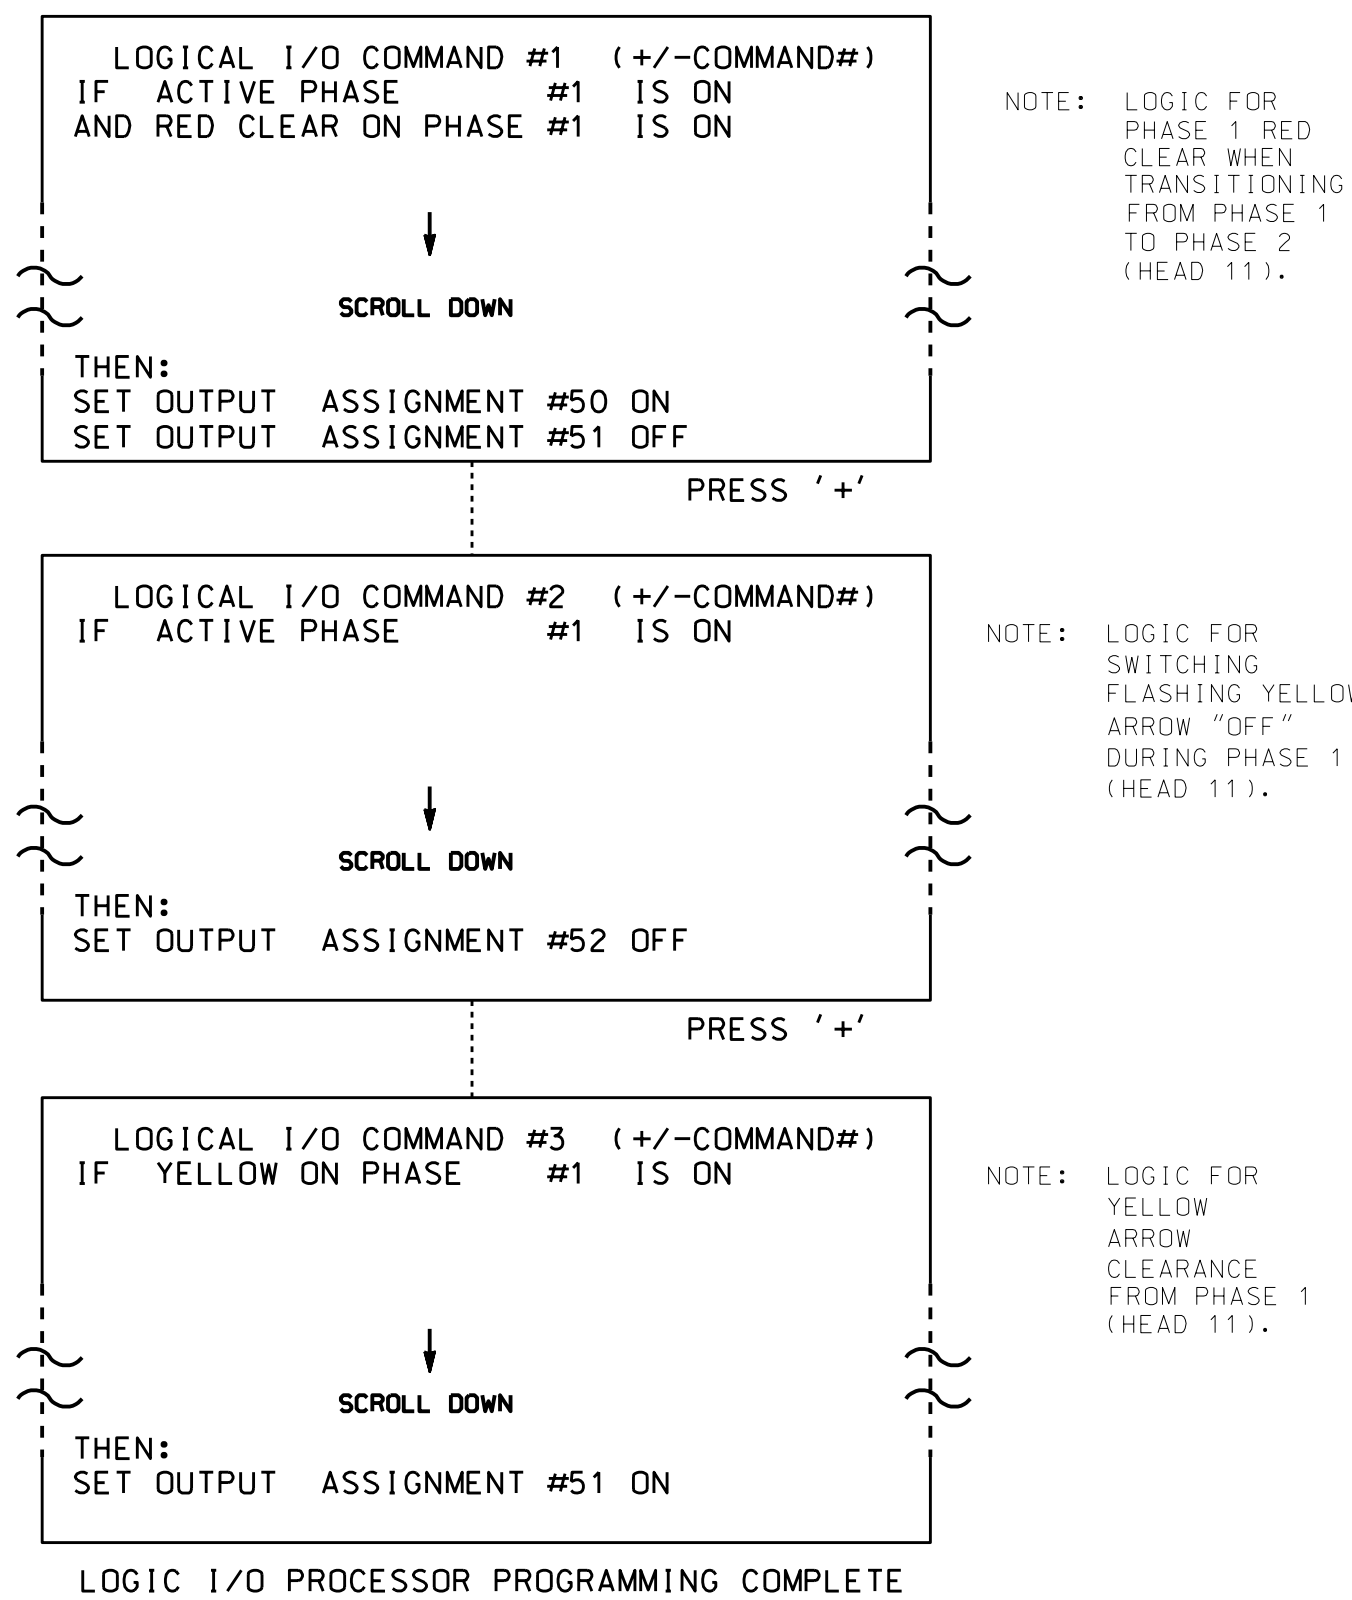 LOGICAL I/O COMMAND #1 (+/-COMMAND#)
IF ACTIVE PHASE #1 IS ON
AND RED CLEAR ON PHASE #1 IS ON
SCROLL DOWN
THEN:
SET OUTPUT ASSIGNMENT #50 ON
SET OUTPUT ASSIGNMENT #51 OFF
NOTE: LOGIC FOR
PHASE 1 RED
CLEAR WHEN
TRANSITIONING
FROM PHASE 1
TO PHASE 2
(HEAD 11).
PRESS '+'
LOGICAL I/O COMMAND #2 (+/-COMMAND#)
IF ACTIVE PHASE #1 IS ON
SCROLL DOWN
THEN:
SET OUTPUT ASSIGNMENT #52 OFF
NOTE: LOGIC FOR
SWITCHING
FLASHING YELLOW
ARROW "OFF"
DURING PHASE 1
(HEAD 11).
PRESS '+'
LOGICAL I/O COMMAND #3 (+/-COMMAND#)
IF YELLOW ON PHASE #1 IS ON
SCROLL DOWN
THEN:
SET OUTPUT ASSIGNMENT #51 ON
NOTE: LOGIC FOR
YELLOW
ARROW
CLEARANCE
FROM PHASE 1
(HEAD 11).
LOGIC I/O PROCESSOR PROGRAMMING COMPLETE